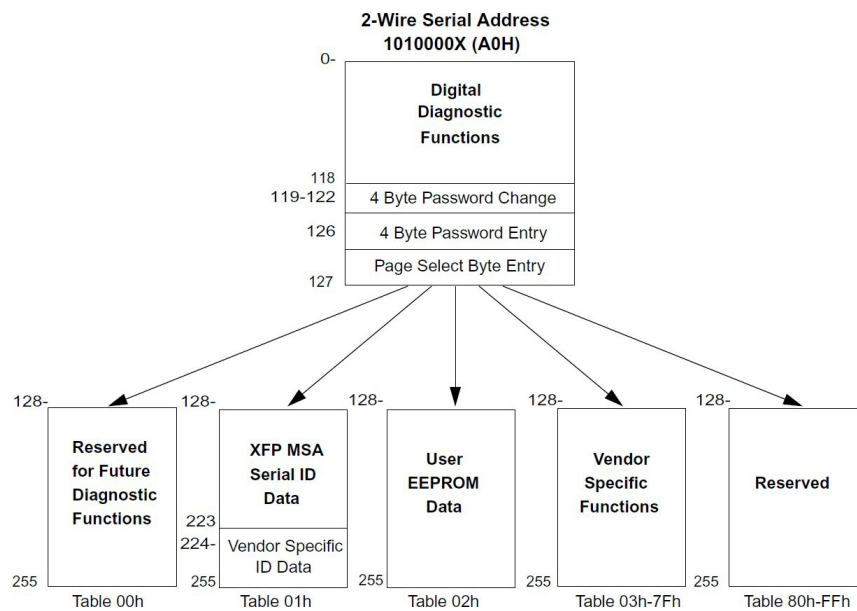 2-Wire Serial Address
1010000X (A0H)
0-
Digital
Diagnostic
Functions
118
119-122
4 Byte Password Change
126
4 Byte Password Entry
Page Select Byte Entry
127
128-
128-
128-
128-
128-
Reserved
for Future
Diagnostic
Functions
XFP MSA
Serial ID
Data
User
EEPROM
Data
Vendor
Specific
Functions
Reserved
223
224-
Vendor Specific
ID Data
255
255
255
255
255
Table 00h
Table 01h
Table 02h
Table 03h-7Fh
Table 80h-FFh